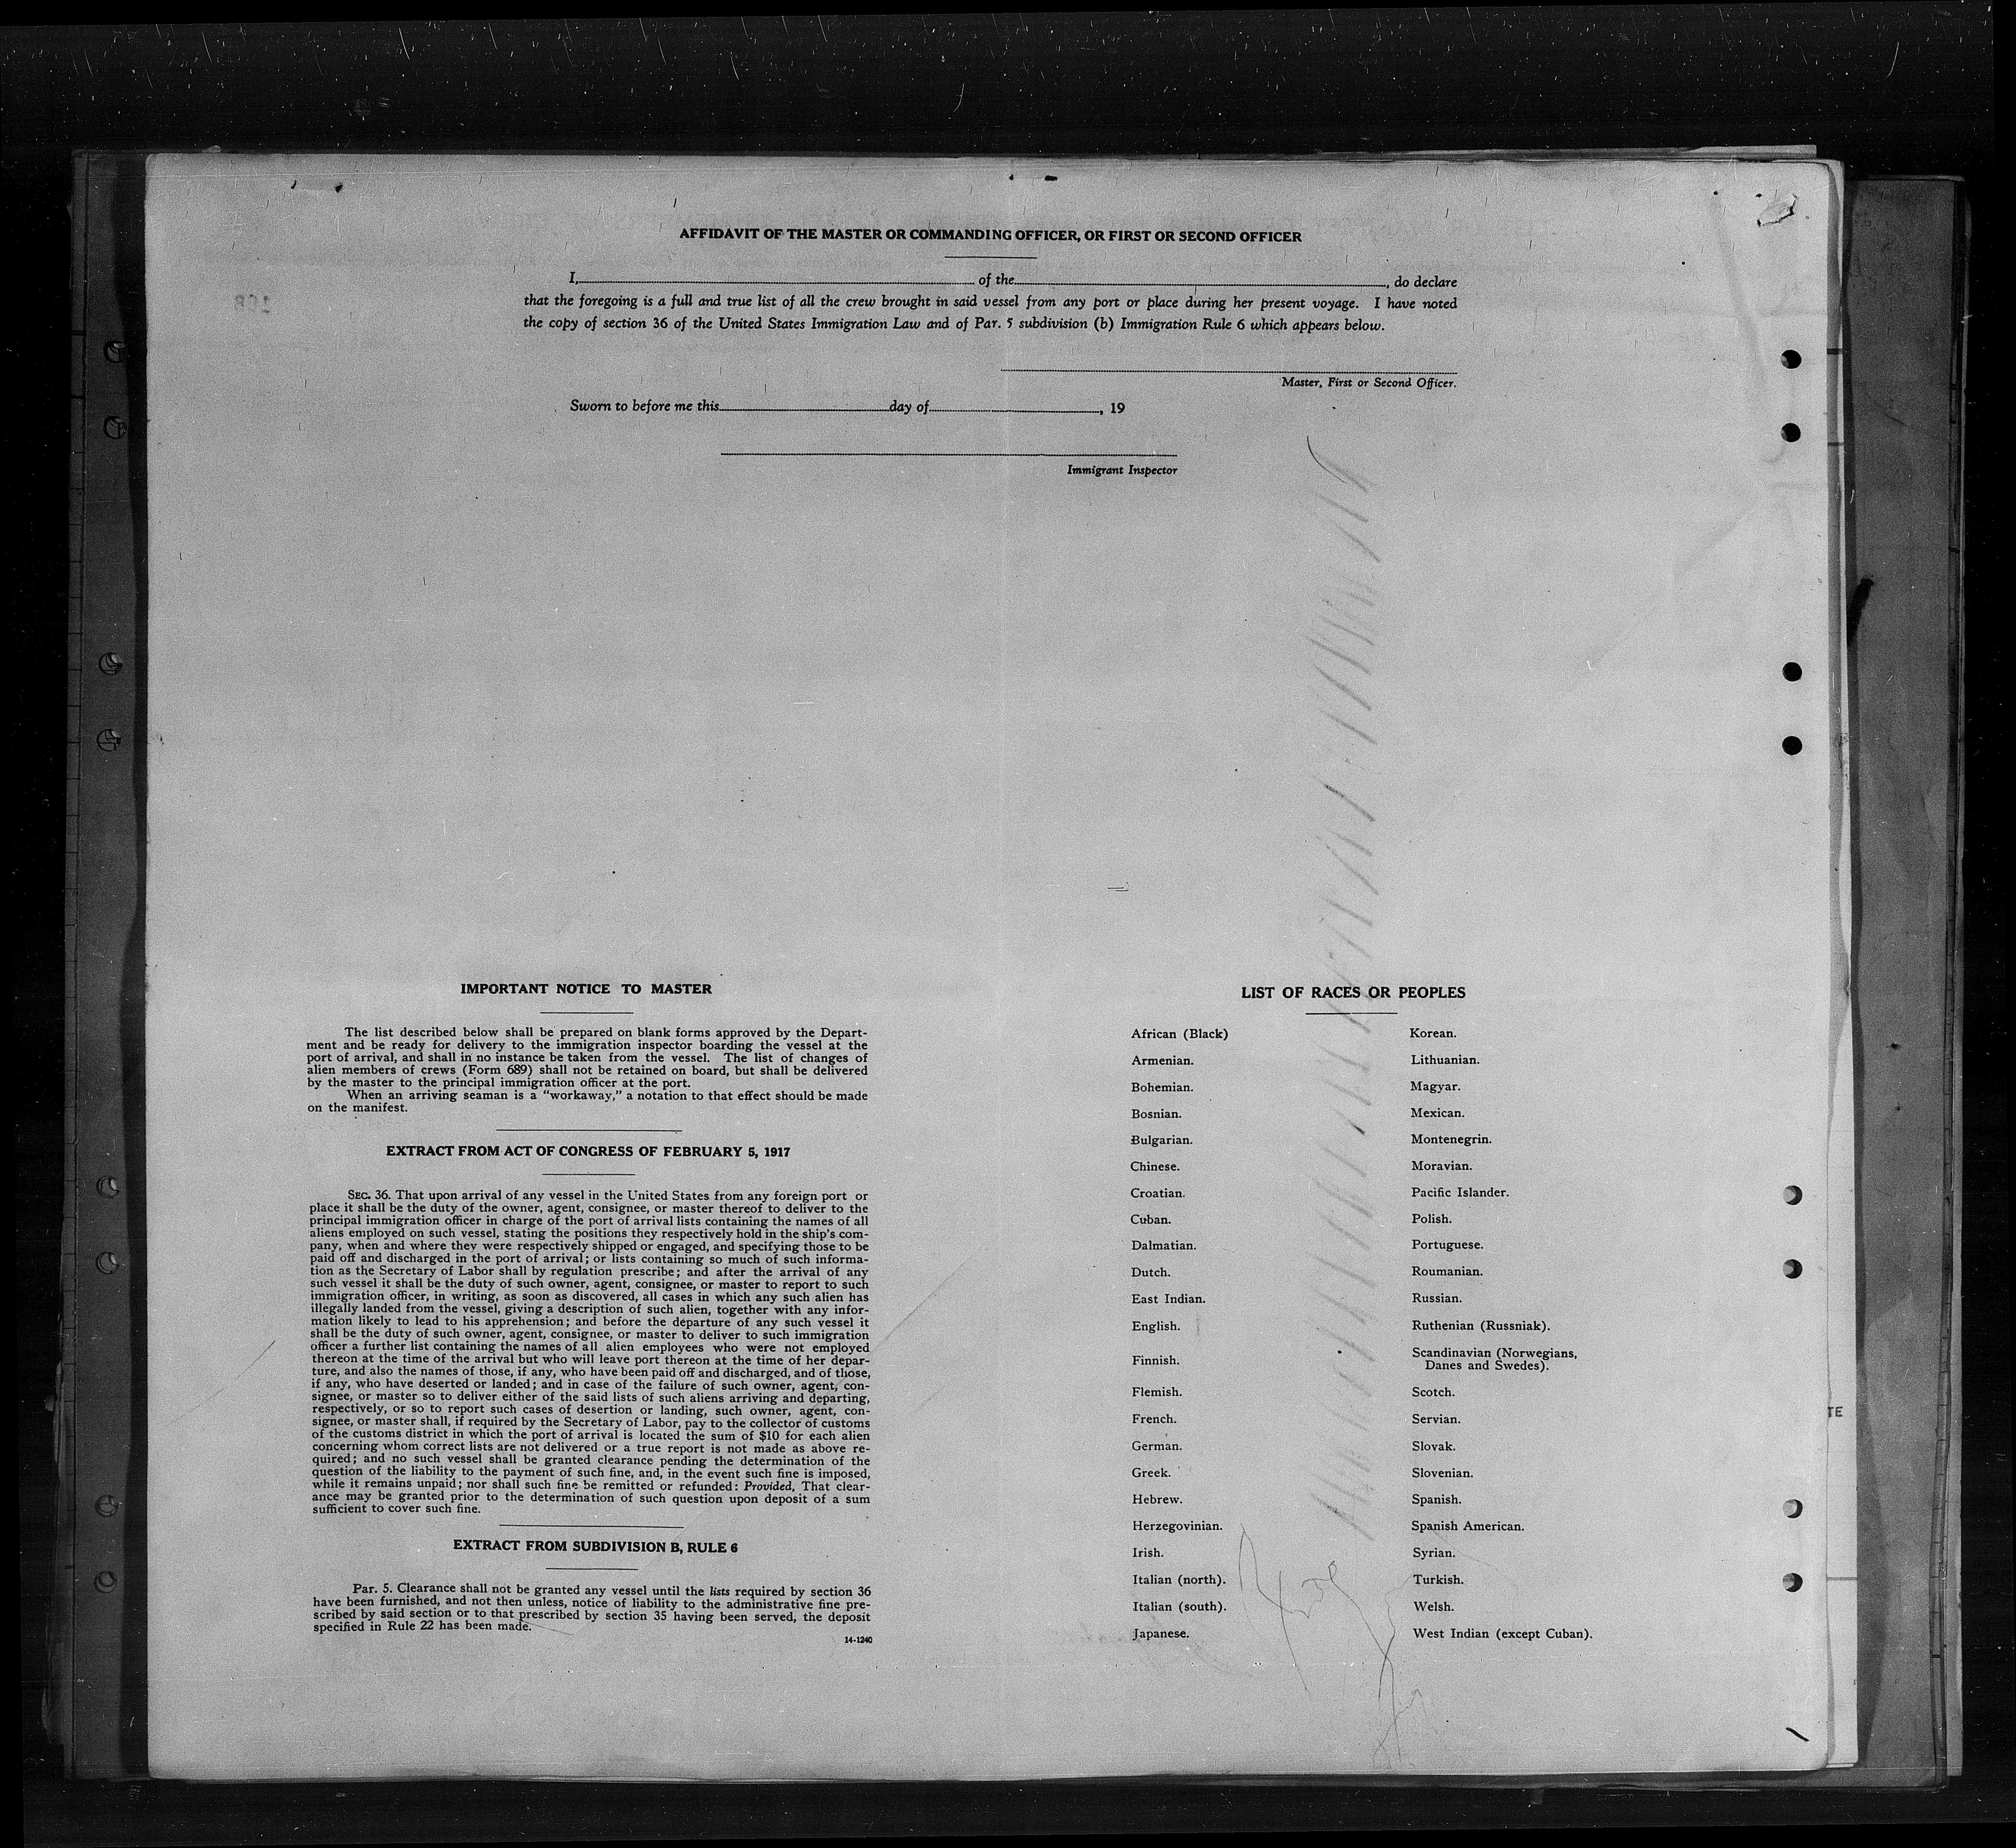 AFFIDAVIT OF THE MASTER OR COMMANDING OFFICER, OR FIRST OR SECOND OFFICER
I, of the , do declare
that the foregoing is a full and true list of all the crew brought in said vessel from any port or place during her present voyage. I have noted
the copy of section 36 of the United States Immigration Law and of Par. 5 subdivision (b) Immigration Rule 6 which appears below.
Master, First or Second Officer.
Sworn to before me this day of , 19
Immigrant Inspector
IMPORTANT NOTICE TO MASTER
The list described below shall be prepared on blank forms approved by the Depart-
ment and be ready for delivery to the immigration inspector boarding the vessel at the
port of arrival, and shall in no instance be taken from the vessel. The list of changes of
alien members of crews (Form 689) shall not be retained on board, but shall be delivered
by the master to the principal immigration officer at the port.
When an arriving seaman is a "workaway," a notation to that effect should be made
on the manifest.
EXTRACT FROM ACT OF CONGRESS OF FEBRUARY 5, 1917
SEC. 36. That upon arrival of any vessel in the United States from any foreign port or
place it shall be the duty of the owner, agent, consignee, or master thereof to deliver to the
principal immigration officer in charge of the port of arrival lists containing the names of all
aliens employed on such vessel, stating the positions they respectively hold in the ship's com-
pany, when and where they were respectively shipped or engaged, and specifying those to be
paid off and discharged in the port of arrival; or lists containing so much of such informa-
tion as the Secretary of Labor shall by regulation prescribe; and after the arrival of any
such vessel it shall be the duty of such owner, agent, consignee, or master to report to such
immigration officer, in writing, as soon as discovered, all cases in which any such alien has
illegally landed from the vessel, giving a description of such alien, together with any infor-
mation likely to lead to his apprehension; and before the departure of any such vessel it
shall be the duty of such owner, agent, consignee, or master to deliver to such immigration
officer a further list containing the names of all alien employees who were not employed
thereon at the time of the arrival but who will leave port thereon at the time of her depar-
ture, and also the names of those, if any, who have been paid off and discharged, and of those,
if any, who have deserted or landed; and in case of the failure of such owner, agent, con-
signee, or master so to deliver either of the said lists of such aliens arriving and departing,
respectively, or so to report such cases of desertion or landing, such owner, agent, con-
signee, or master shall, if required by the Secretary of Labor, pay to the collector of customs
of the customs district in which the port of arrival is located the sum of $10 for each alien
concerning whom correct lists are not delivered or a true report is not made as above re-
quired; and no such vessel shall be granted clearance pending the determination of the
question of the liability to the payment of such fine, and, in the event such fine is imposed,
while it remains unpaid; nor shall such fine be remitted or refunded: Provided, That clear-
ance may be granted prior to the determination of such question upon deposit of a sum
sufficient to cover such fine.
EXTRACT FROM SUBDIVISION B, RULE 6
Par. 5. Clearance shall not be granted any vessel until the lists required by section 36
have been furnished, and not then unless, notice of liability to the administrative fine pre-
scribed by said section or to that prescribed by section 35 having been served, the deposit
specified in Rule 22 has been made.
14-1240
LIST OF RACES OR PEOPLES
African (Black)
Armenian.
Bohemian.
Bosnian.
Bulgarian.
Chinese.
Croatian.
Cuban.
Dalmatian.
Dutch.
East Indian.
English.
Finnish.
Flemish.
French.
German.
Greek.
Hebrew.
Herzegovinian.
Irish.
Italian (north).
Italian (south).
Japanese.
Korean.
Lithuanian.
Magyar.
Mexican.
Montenegrin.
Moravian.
Pacific Islander.
Polish.
Portuguese.
Roumanian.
Russian.
Ruthenian (Russniak).
Scandinavian (Norwegians,
Danes and Swedes).
Scotch.
Servian.
Slovak.
Slovenian.
Spanish.
Spanish American.
Syrian.
Turkish.
Welsh.
West Indian (except Cuban).
TE